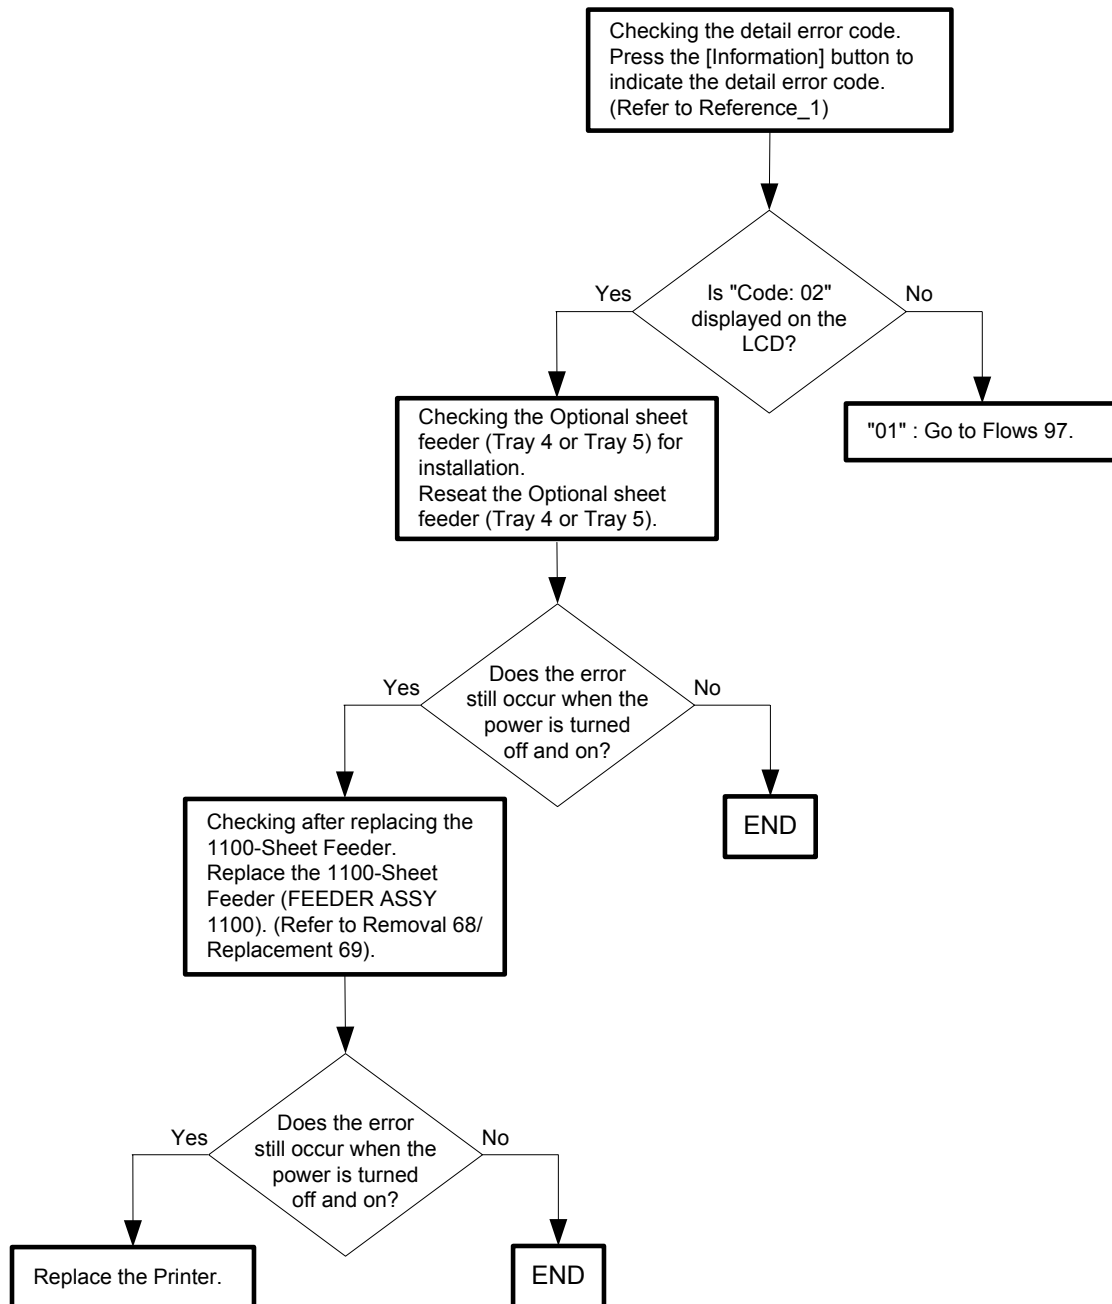 Checking the detail error code.
Press the [Information] button to
indicate the detail error code.
(Refer to Reference_1)
Yes
Is "Code: 02"
displayed on the
LCD?
No
Checking the Optional sheet
feeder (Tray 4 or Tray 5) for
installation.
Reseat the Optional sheet
feeder (Tray 4 or Tray 5).
"01" : Go to Flows 97.
Yes
Does the error
still occur when the
power is turned
off and on?
No
Checking after replacing the
1100-Sheet Feeder.
Replace the 1100-Sheet
Feeder (FEEDER ASSY
1100). (Refer to Removal 68/
Replacement 69).
END
Yes
Does the error
still occur when the
power is turned
off and on?
No
Replace the Printer.
END